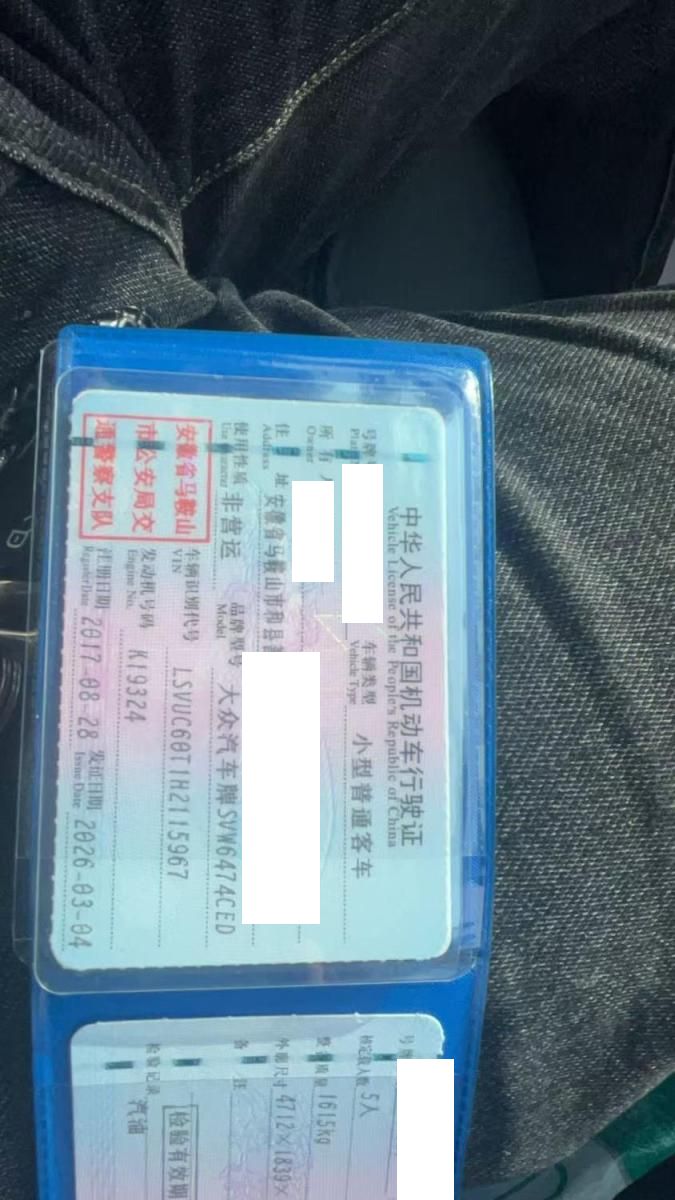 中华人民共和国机动车行驶证
Vehicle License of the People's Republic of China
号牌
Plat
车辆类型
Vehicle Type
小型普通客车
所 有
Owner
住 址
Address
安徽省马鞍山市和县
使用性质
Use Character
非营运
品牌型号
Model
大众汽车牌SVW6474CED
安徽省马鞍山
市公安局交
通警察支队
车辆识别代号
VIN
LSVUC60T1H2115967
发动机号码
Engine No.
K19324
注册日期
Register Date
2017-08-28
发证日期
Issue Date
2026-03-04
号
核定载人数
5人
整
质量
1615kg
外廓尺寸
4712×1839×
备 注
检验有效期
检验记录
汽油